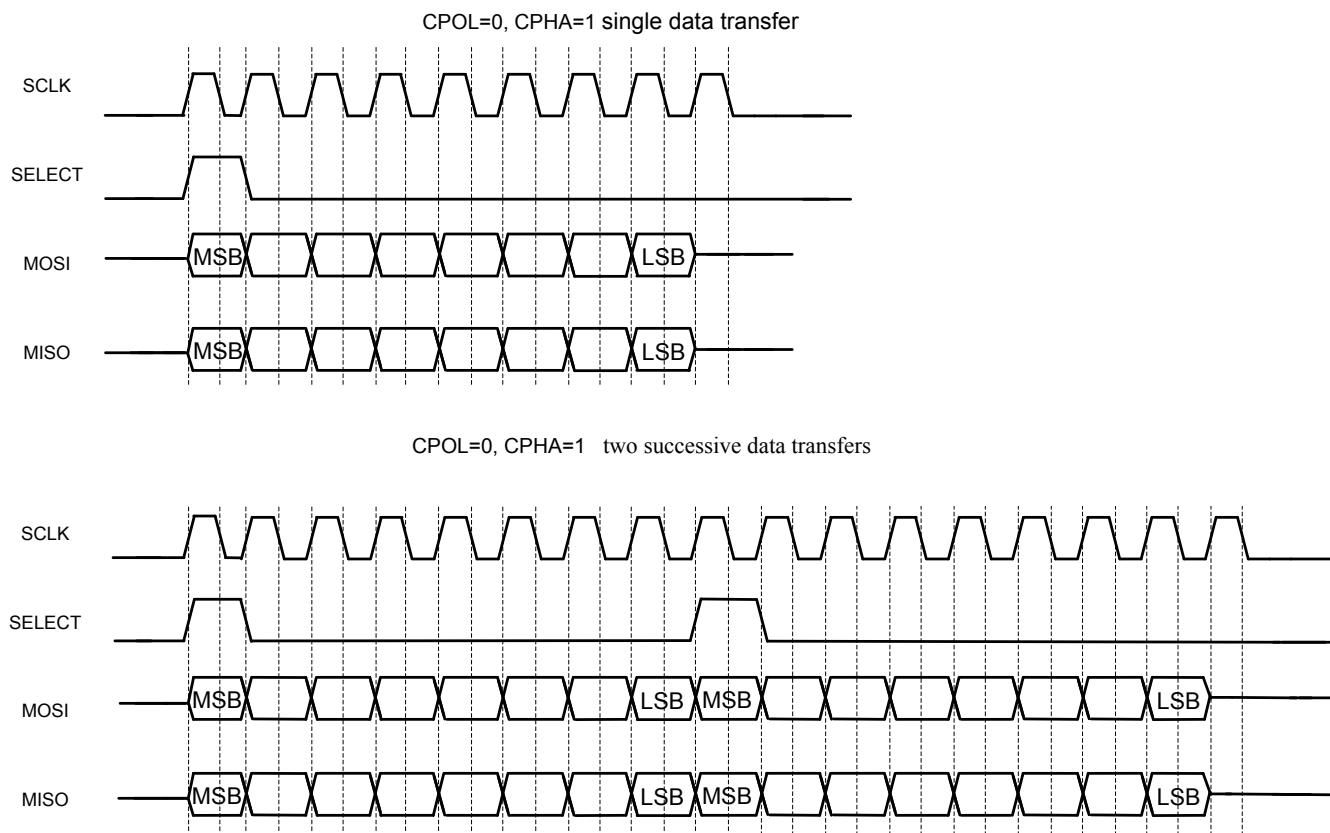 CPOL=0, CPHA=1 single data transfer
SCLK
SELECT
MOSI MSB LSB
MISO MSB LSB
CPOL=0, CPHA=1 two successive data transfers
SCLK
SELECT
MOSI MSB LSB MSB LSB
MISO MSB LSB MSB LSB